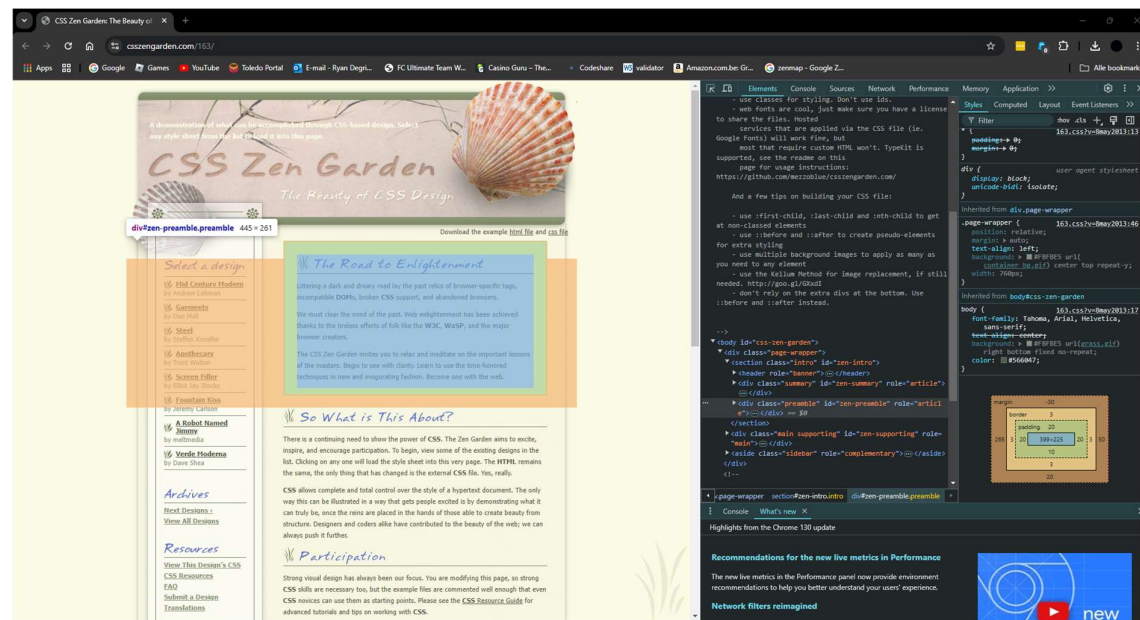 CSS Zen Garden: The Beauty of
csszengarden.com/163/
Apps
Google
Games
YouTube
Toledo Portal
E-mail - Ryan Degri...
FC Ultimate Team W...
Casino Guru – The...
Codeshare
validator
Amazon.com.be: Gr...
zenmap - Google Z...
Alle bookmark
A demonstration of what can be accomplished through CSS-based design. Select
any style sheet from the list to load it into this page.
CSS Zen Garden
The Beauty of CSS Design
div#zen-preamble.preamble 445 × 261
Download the example html file and css file
Select a design
Mid Century Modern
by Andrew Lohman
Garments
by Dan Mall
Steel
by Steffen Knoeller
Apothecary
by Trent Walton
Screen Filler
by Elliot Jay Stocks
Fountain Kiss
by Jeremy Carlson
A Robot Named
Jimmy
by meltmedia
Verde Moderna
by Dave Shea
Archives
Next Designs ›
View All Designs
Resources
View This Design's CSS
CSS Resources
FAQ
Submit a Design
Translations
The Road to Enlightenment
Littering a dark and dreary road lay the past relics of browser-specific tags,
incompatible DOMs, broken CSS support, and abandoned browsers.
We must clear the mind of the past. Web enlightenment has been achieved
thanks to the tireless efforts of folk like the W3C, WaSP, and the major
browser creators.
The CSS Zen Garden invites you to relax and meditate on the important lessons
of the masters. Begin to see with clarity. Learn to use the time-honored
techniques in new and invigorating fashion. Become one with the web.
So What is This About?
There is a continuing need to show the power of CSS. The Zen Garden aims to excite,
inspire, and encourage participation. To begin, view some of the existing designs in the
list. Clicking on any one will load the style sheet into this very page. The HTML remains
the same, the only thing that has changed is the external CSS file. Yes, really.
CSS allows complete and total control over the style of a hypertext document. The only
way this can be illustrated in a way that gets people excited is by demonstrating what it
can truly be, once the reins are placed in the hands of those able to create beauty from
structure. Designers and coders alike have contributed to the beauty of the web; we can
always push it further.
Participation
Strong visual design has always been our focus. You are modifying this page, so strong
CSS skills are necessary too, but the example files are commented well enough that even
CSS novices can use them as starting points. Please see the CSS Resource Guide for
advanced tutorials and tips on working with CSS.
Elements Console Sources Network Performance Memory Application
- use classes for styling. Don't use ids.
- web fonts are cool, just make sure you have a license
to share the files. Hosted
services that are applied via the CSS file (ie.
Google Fonts) will work fine, but
most that require custom HTML won't. TypeKit is
supported, see the readme on this
page for usage instructions:
https://github.com/mezzoblue/csszengarden.com/
And a few tips on building your CSS file:
- use :first-child, :last-child and :nth-child to get
at non-classed elements
- use ::before and ::after to create pseudo-elements
for extra styling
- use multiple background images to apply as many as
you need to any element
- use the Kellum Method for image replacement, if still
needed. http://goo.gl/GXxdI
- don't rely on the extra divs at the bottom. Use
::before and ::after instead.
-->
<body id="css-zen-garden">
<div class="page-wrapper">
<section class="intro" id="zen-intro">
<header role="banner"> </header>
<div class="summary" id="zen-summary" role="article">
</div>
<div class="preamble" id="zen-preamble" role="articl
e"> </div> == $0
</section>
<div class="main supporting" id="zen-supporting" role=
"main"> </div>
<aside class="sidebar" role="complementary"> </aside>
</div>
<!--
page-wrapper section#zen-intro.intro div#zen-preamble.preamble
Styles Computed Layout Event Listeners
Filter :hov .cls
* { 163.css?v=8may2013:13
padding: 0;
margin: 0;
}
div { user agent stylesheet
display: block;
unicode-bidi: isolate;
}
Inherited from div.page-wrapper
.page-wrapper { 163.css?v=8may2013:46
position: relative;
margin: auto;
text-align: left;
background: #FBFBE5 url(
container_bg.gif) center top repeat-y;
width: 760px;
}
Inherited from body#css-zen-garden
body { 163.css?v=8may2013:17
font-family: Tahoma, Arial, Helvetica,
sans-serif;
text-align: center;
background: #F8F8E5 url(grass.gif)
right bottom fixed no-repeat;
color: #566047;
}
margin -30
border 3
padding 20
265 3 20 399×225 20 3 50
10
3
20
Console What's new
Highlights from the Chrome 130 update
Recommendations for the new live metrics in Performance
The new live metrics in the Performance panel now provide environment
recommendations to help you better understand your users' experience.
Network filters reimagined
new